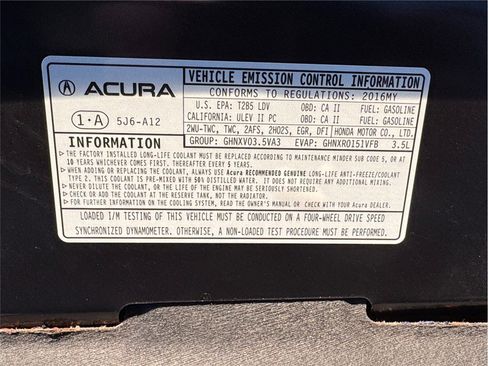 ACURA
1·A 5J6-A12
VEHICLE EMISSION CONTROL INFORMATION
CONFORMS TO REGULATIONS: 2016MY
U.S. EPA: T2B5 LDV OBD: CA II FUEL: GASOLINE
CALIFORNIA: ULEV II PC OBD: CA II FUEL: GASOLINE
2WU-TWC, TWC, 2AFS, 2HO2S, EGR, DFI HONDA MOTOR CO., LTD.
GROUP: GHNXV03.5VA3 EVAP: GHNXR0151VFB 3.5L
INFORMATION
▶THE FACTORY INSTALLED LONG-LIFE COOLANT MUST BE REPLACED ACCORDING TO MAINTENANCE MINDER SUB CODE 5, OR AT
10 YEARS WHICHEVER COMES FIRST. THEREAFTER EVERY 5 YEARS.
▶WHEN ADDING OR REPLACING THE COOLANT, ALWAYS USE Acura RECOMMENDED GENUINE LONG-LIFE ANTI-FREEZE/COOLANT
TYPE 2. THIS COOLANT IS PRE-MIXED WITH 50% DISTILLED WATER, IT DOES NOT REQUIRE ANY ADDITIONAL MIXING.
▶NEVER DILUTE THE COOLANT, OR THE LIFE OF THE ENGINE MAY BE SERIOUSLY REDUCED.
▶CHECK AND ADD COOLANT AT THE RESERVE TANK, NOT THE RADIATOR.
▶FOR FURTHER INFORMATION ON THE COOLING SYSTEM, READ THE OWNER'S MANUAL OR CHECK WITH YOUR Acura DEALER.
LOADED I/M TESTING OF THIS VEHICLE MUST BE CONDUCTED ON A FOUR-WHEEL DRIVE SPEED
SYNCHRONIZED DYNAMOMETER. OTHERWISE, A NON-LOADED TEST PROCEDURE MUST BE PERFORMED.